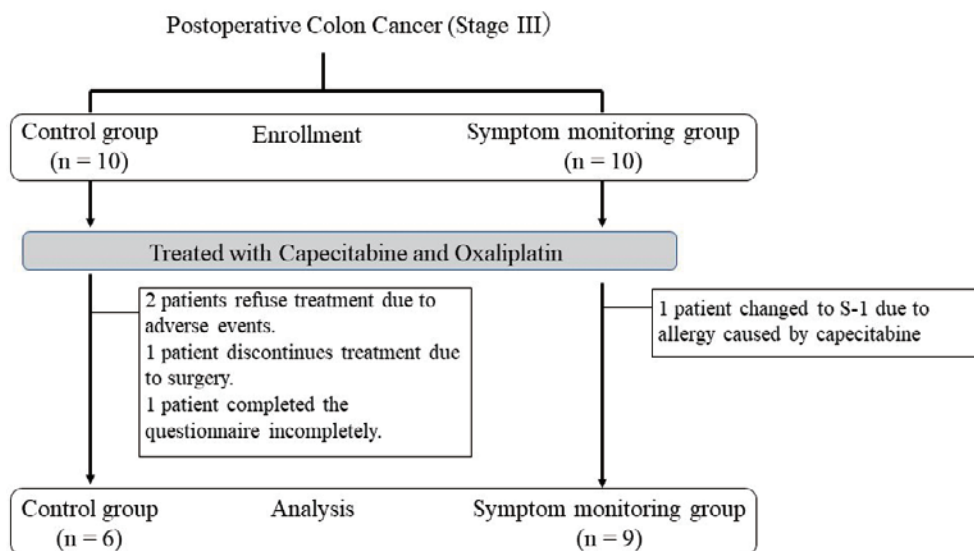 Postoperative Colon Cancer (Stage III)
Control group
(n = 10)
Enrollment
Symptom monitoring group
(n = 10)
Treated with Capecitabine and Oxaliplatin
2 patients refuse treatment due to
adverse events.
1 patient discontinues treatment due
to surgery.
1 patient completed the
questionnaire incompletely.
1 patient changed to S-1 due to
allergy caused by capecitabine
Control group
(n = 6)
Analysis
Symptom monitoring group
(n = 9)